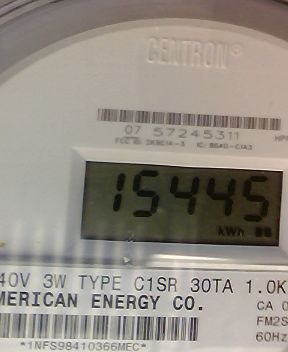 CENTRON®
07 57245311
15445
kWh
40V 3W TYPE C1SR 30TA 1.0K
MERICAN ENERGY CO.
CA 0
FM2S
60Hz
*1NFS98410366MEC*